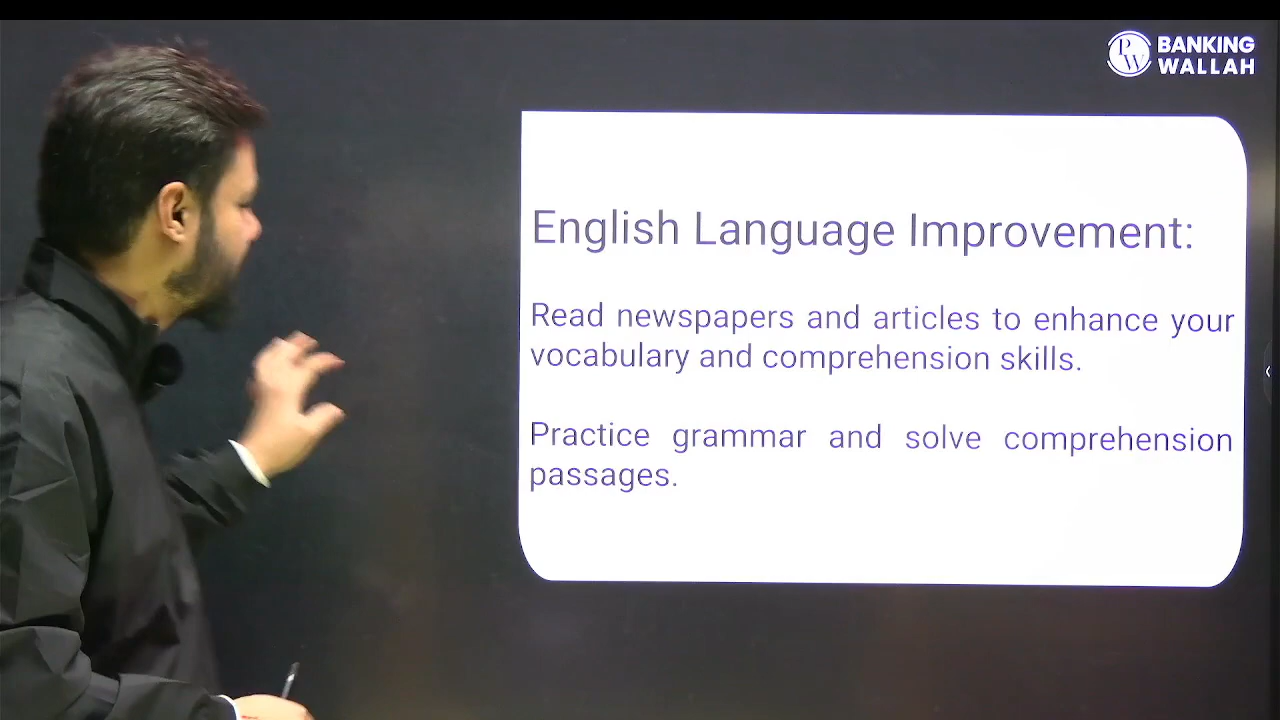 PW
BANKING
WALLAH
English Language Improvement:
Read newspapers and articles to enhance your
vocabulary and comprehension skills.
Practice grammar and solve comprehension
passages.